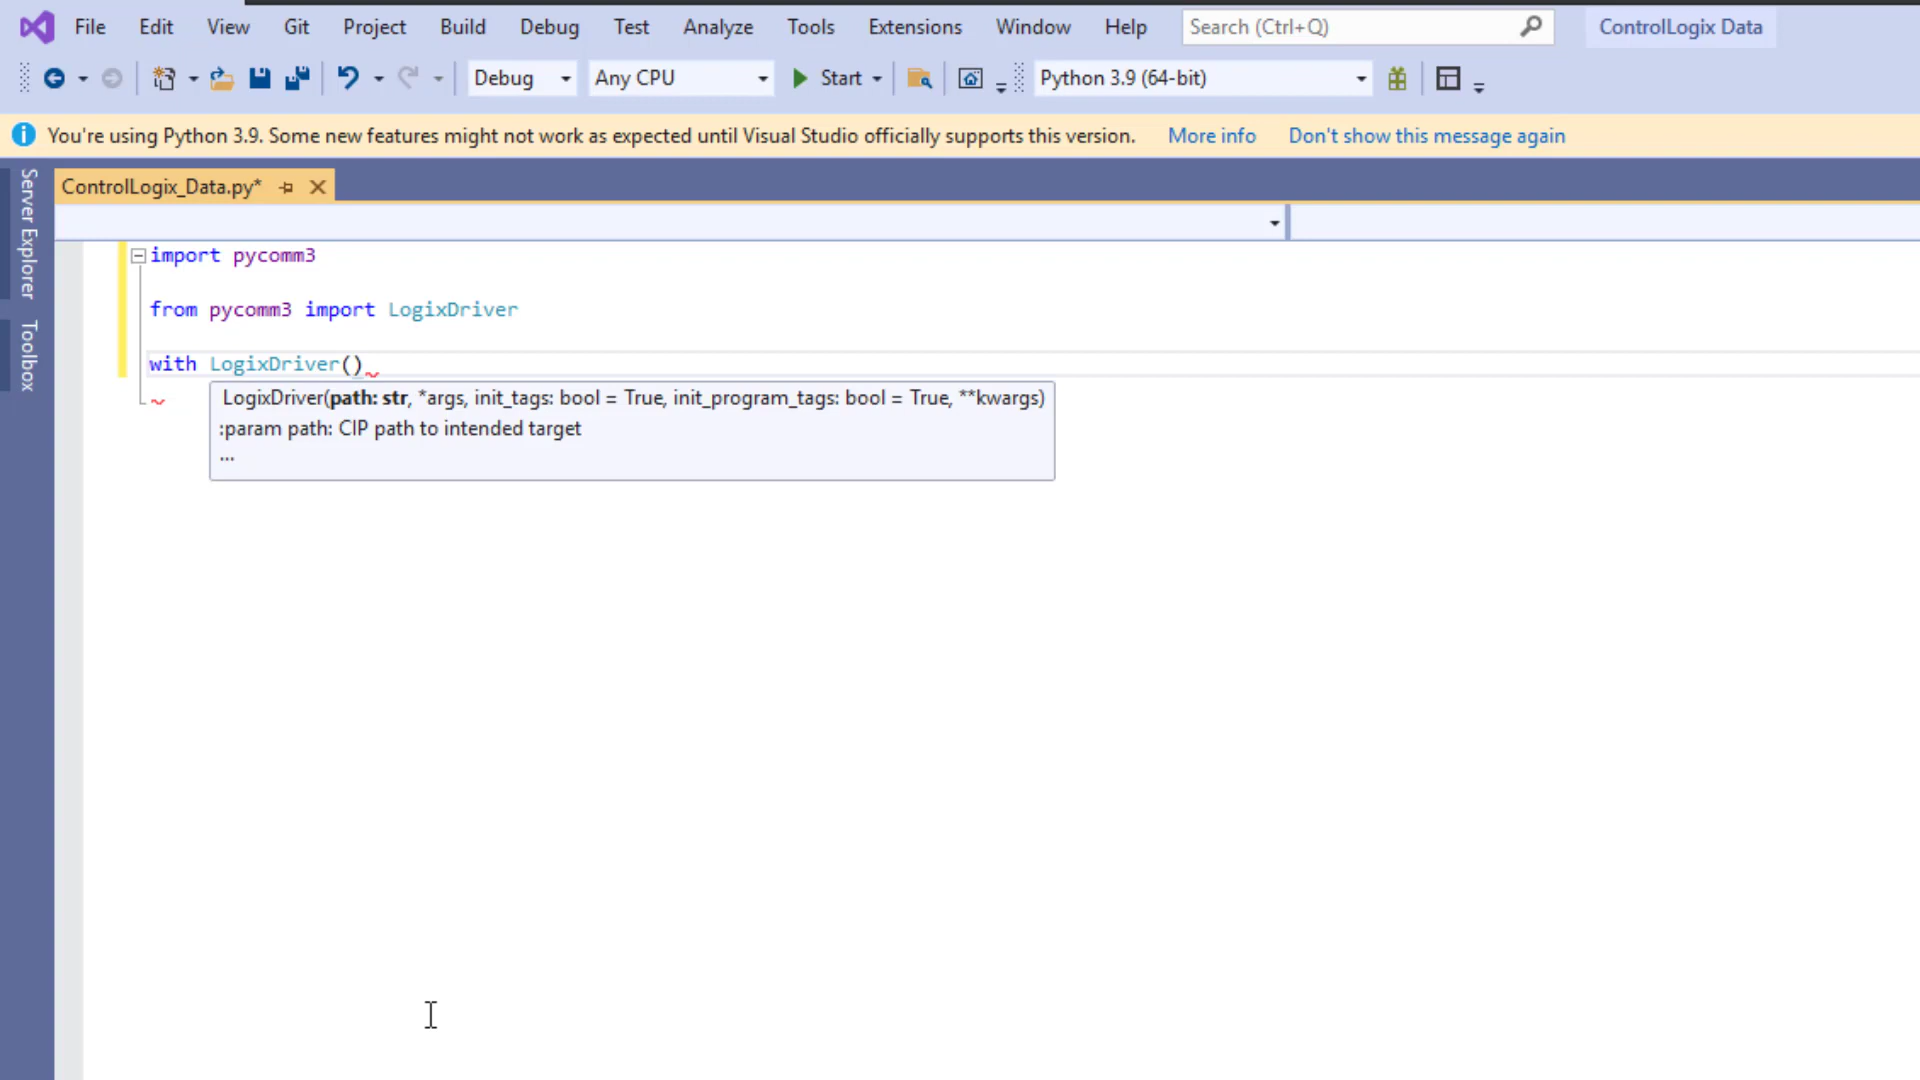 File Edit View Git Project Build Debug Test Analyze Tools Extensions Window Help Search (Ctrl+Q) ControlLogix Data
Debug Any CPU Start Python 3.9 (64-bit)
You're using Python 3.9. Some new features might not work as expected until Visual Studio officially supports this version. More info Don't show this message again
Server Explorer
Toolbox
ControlLogix_Data.py*
import pycomm3
from pycomm3 import LogixDriver
with LogixDriver()
LogixDriver(path: str, *args, init_tags: bool = True, init_program_tags: bool = True, **kwargs)
:param path: CIP path to intended target
...